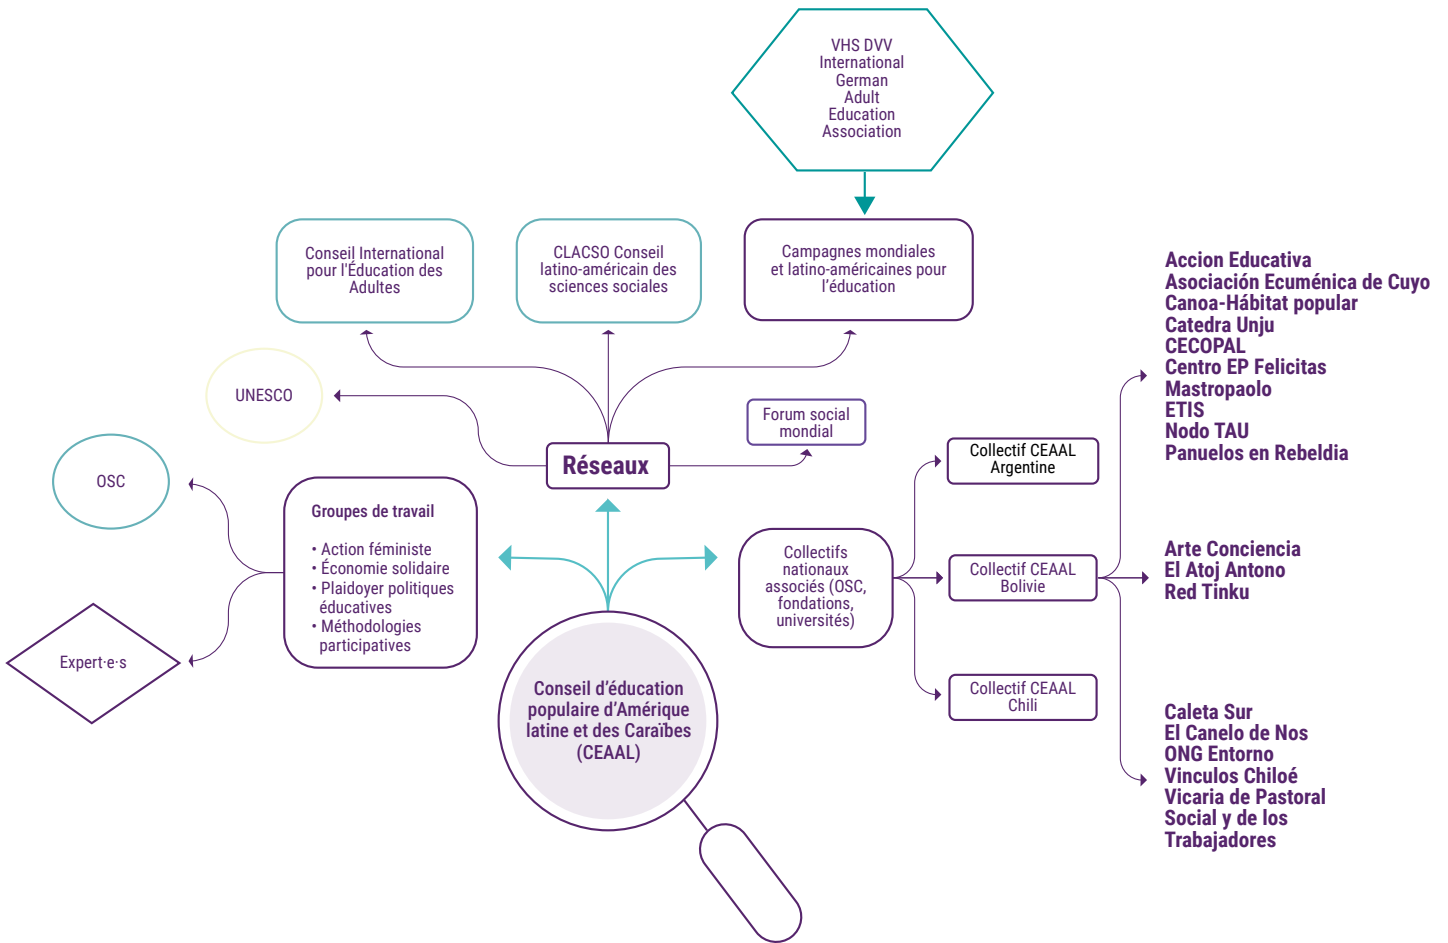 VHS DVV
International
German
Adult
Education
Association
Conseil International
pour l'Éducation des
Adultes
CLACSO Conseil
latino-américain des
sciences sociales
Campagnes mondiales
et latino-américaines pour
l’éducation
UNESCO
OSC
Expert·e·s
Forum social
mondial
Réseaux
Groupes de travail
• Action féministe
• Économie solidaire
• Plaidoyer politiques
éducatives
• Méthodologies
participatives
Conseil d’éducation
populaire d’Amérique
latine et des Caraïbes
(CEAAL)
Collectifs
nationaux
associés (OSC,
fondations,
universités)
Collectif CEAAL
Argentine
Collectif CEAAL
Bolivie
Collectif CEAAL
Chili
Accion Educativa
Asociación Ecuménica de Cuyo
Canoa-Hábitat popular
Catedra Unju
CECOPAL
Centro EP Felicitas
Mastropaolo
ETIS
Nodo TAU
Panuelos en Rebeldia
Arte Conciencia
El Atoj Antono
Red Tinku
Caleta Sur
El Canelo de Nos
ONG Entorno
Vinculos Chiloé
Vicaria de Pastoral
Social y de los
Trabajadores